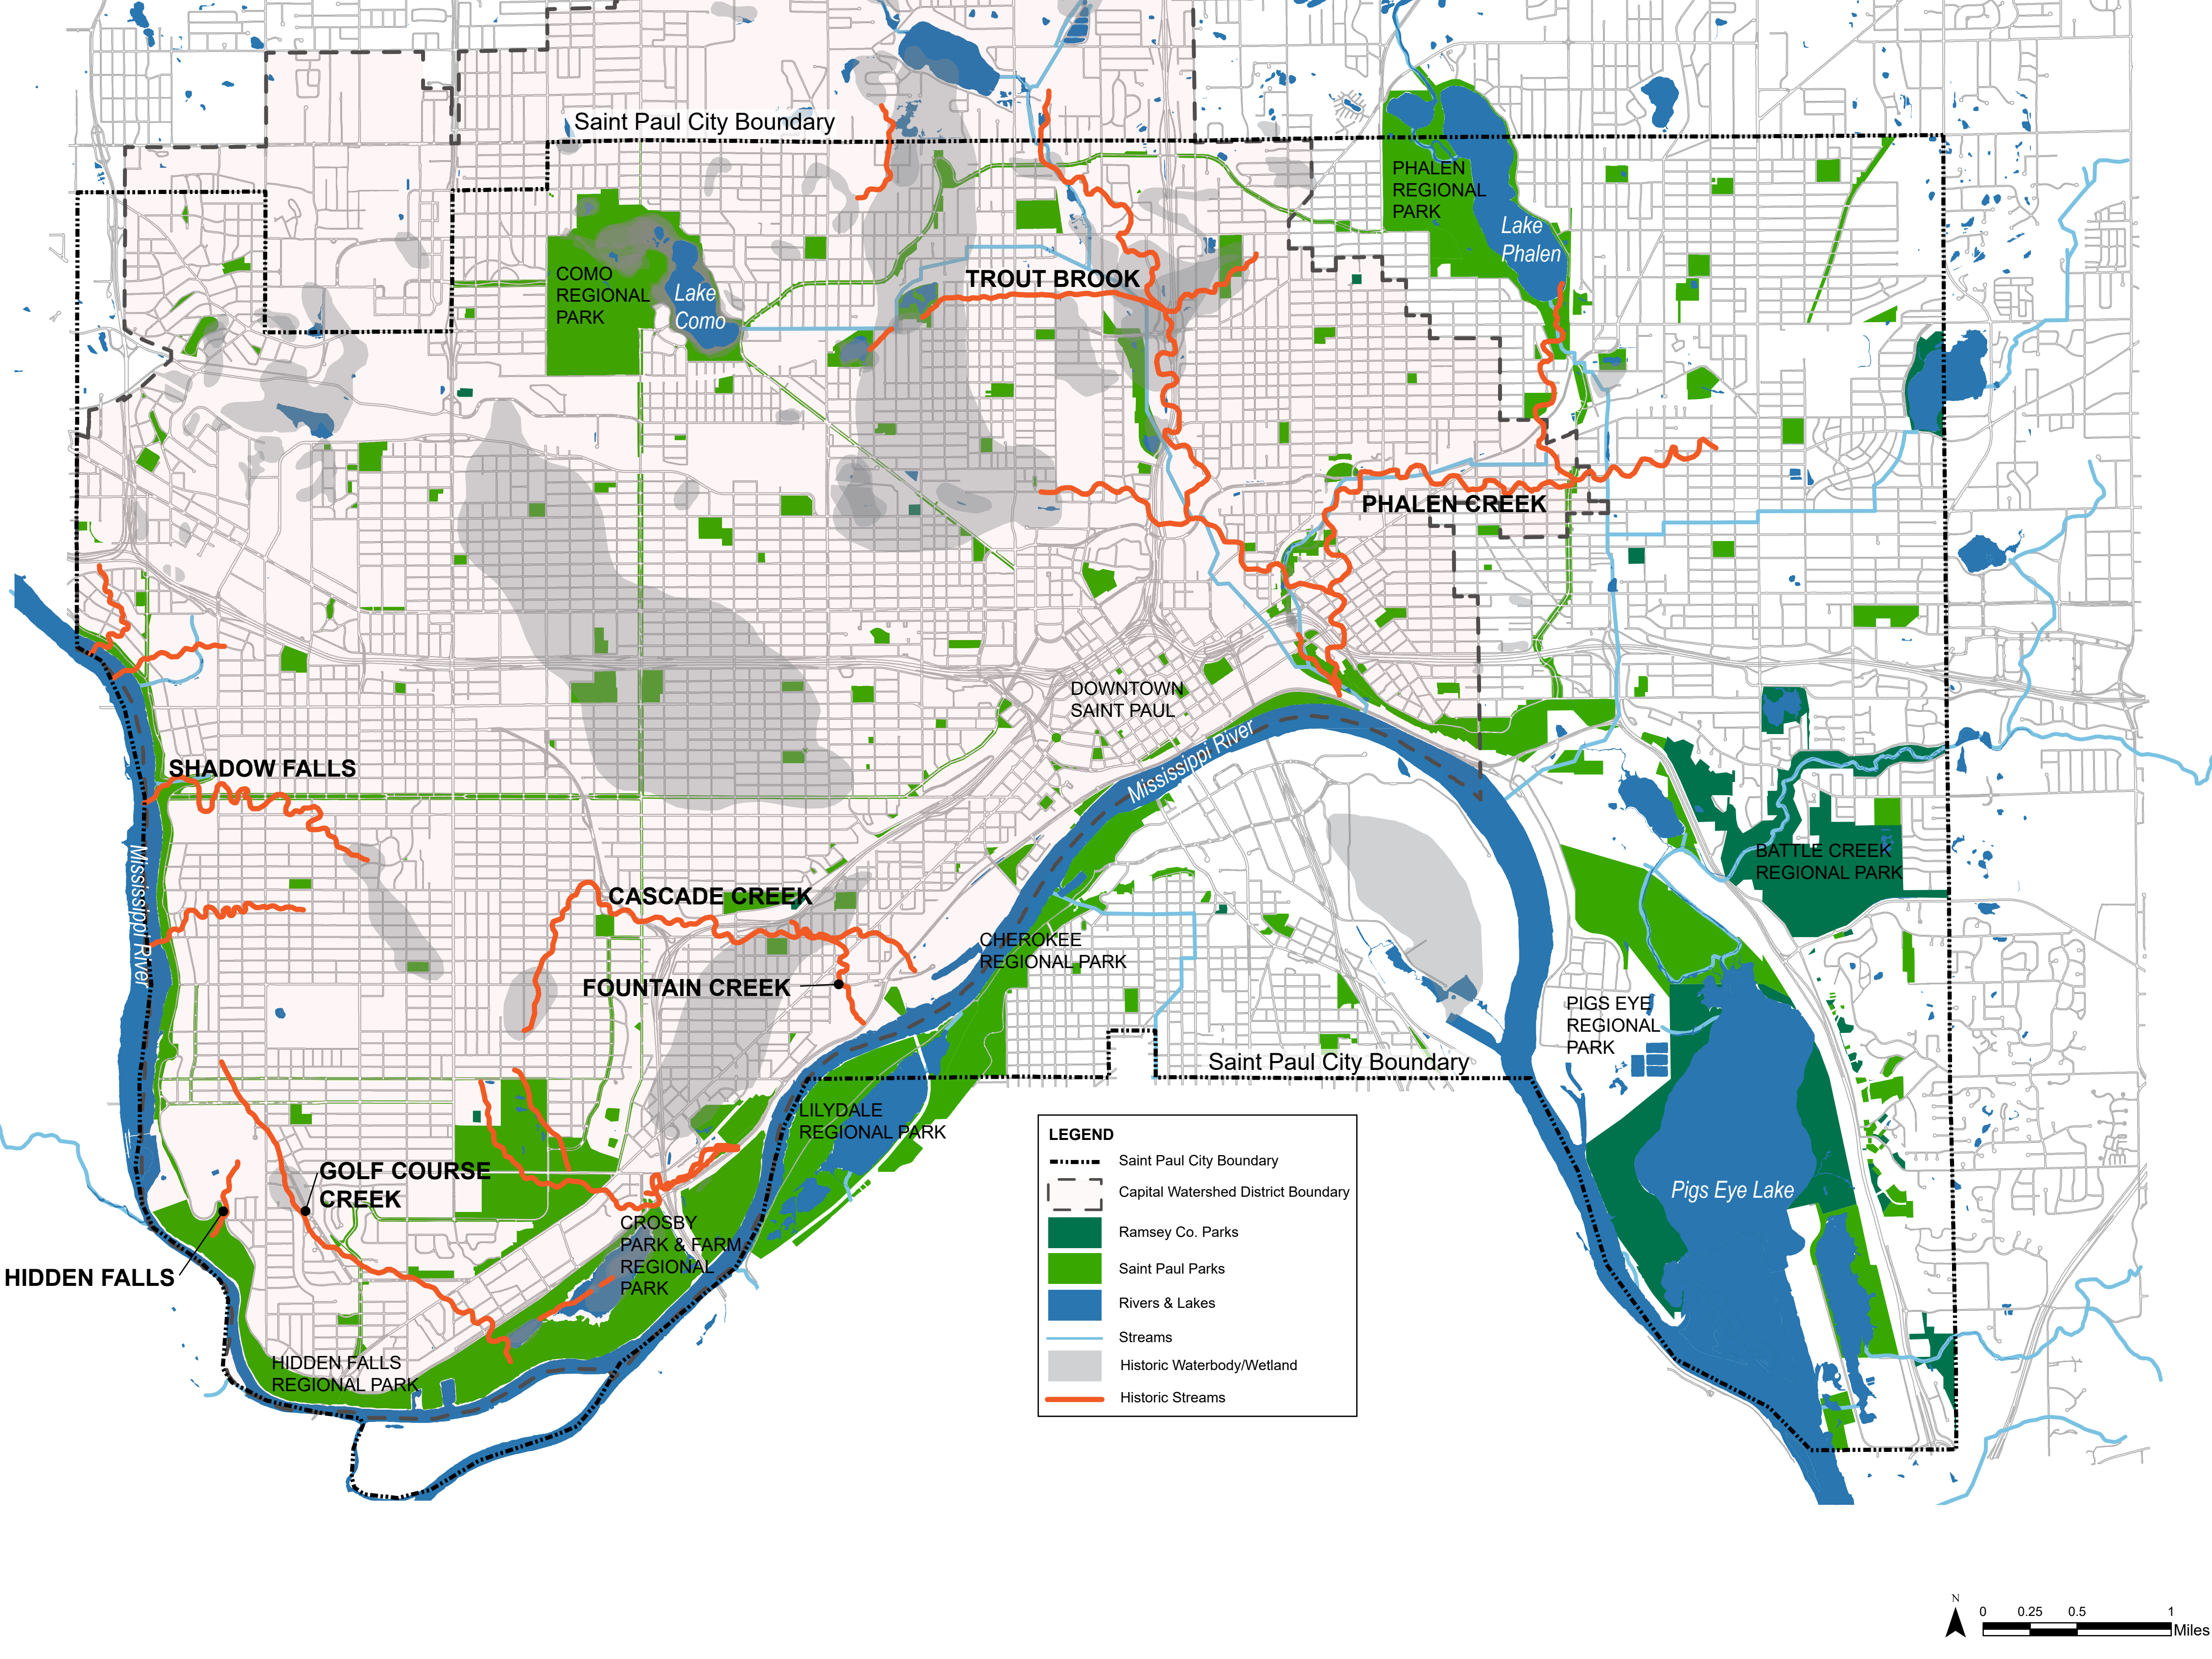 Saint Paul City Boundary
PHALEN
REGIONAL
PARK
Lake
Phalen
COMO
REGIONAL
PARK
Lake
Como
TROUT BROOK
PHALEN CREEK
DOWNTOWN
SAINT PAUL
Mississippi River
SHADOW FALLS
Mississippi River
BATTLE CREEK
REGIONAL PARK
CASCADE CREEK
CHEROKEE
REGIONAL PARK
FOUNTAIN CREEK
PIGS EYE
REGIONAL
PARK
Saint Paul City Boundary
LILYDALE
REGIONAL PARK
GOLF COURSE
CREEK
Pigs Eye Lake
CROSBY
PARK & FARM
REGIONAL
PARK
HIDDEN FALLS
HIDDEN FALLS
REGIONAL PARK
LEGEND
Saint Paul City Boundary
Capital Watershed District Boundary
Ramsey Co. Parks
Saint Paul Parks
Rivers & Lakes
Streams
Historic Waterbody/Wetland
Historic Streams
N
0 0.25 0.5 1
Miles